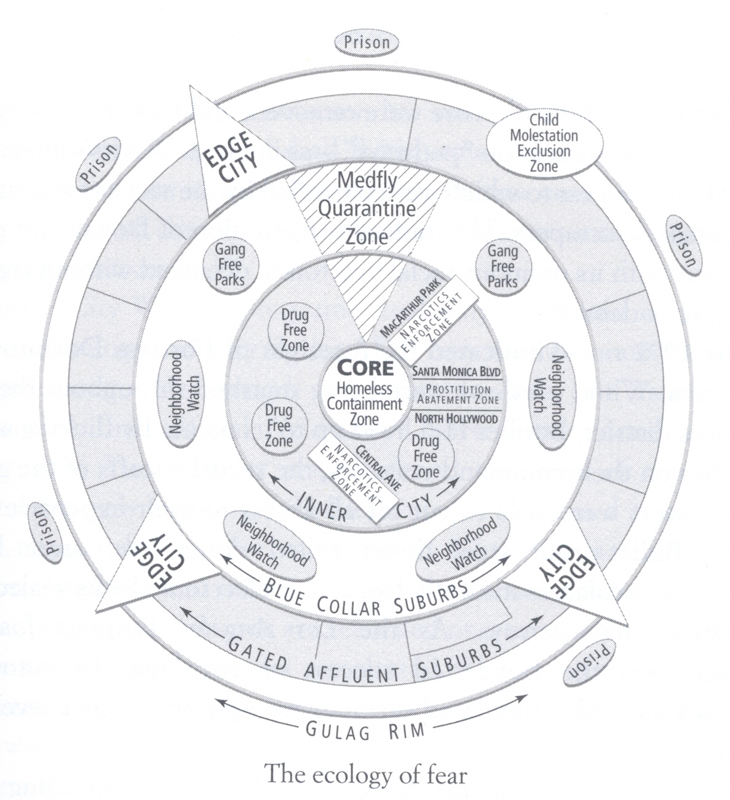 Prison
Child
Molestation
Exclusion
Zone
EDGE
CITY
Prison
Medfly
Quarantine
Zone
Prison
Gang
Free
Parks
Gang
Free
Parks
MACARTHUR PARK
NARCOTICS
ENFORCEMENT
ZONE
Drug
Free
Zone
CORE
Homeless
Containment
Zone
SANTA MONICA BLVD
PROSTITUTION
ABATEMENT ZONE
NORTH HOLLYWOOD
Neighborhood
Watch
Neighborhood
Watch
Drug
Free
Zone
Drug
Free
Zone
CENTRAL AVE
NARCOTICS
ENFORCEMENT
ZONE
INNER CITY
Prison
Neighborhood
Watch
Neighborhood
Watch
EDGE
CITY
EDGE
CITY
BLUE COLLAR SUBURBS
GATED AFFLUENT SUBURBS
Prison
GULAG RIM
The ecology of fear